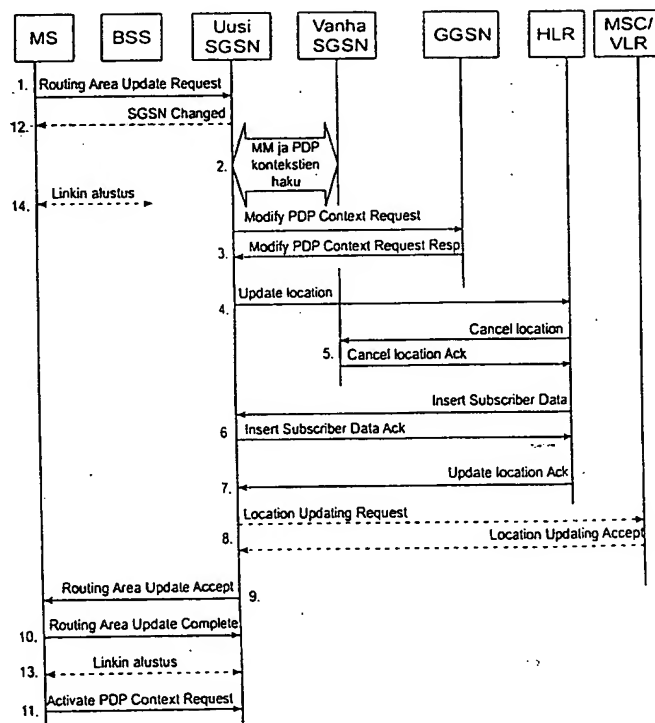 MS
BSS
Uusi
SGSN
Vanha
SGSN
GGSN
HLR
MSC/
VLR
1. Routing Area Update Request
12. SGSN Changed
2. MM ja PDP
kontekstien
haku
14. Linkin alustus
Modify PDP Context Request
3. Modify PDP Context Request Resp
4. Update location
Cancel location
5. Cancel location Ack
Insert Subscriber Data
6 Insert Subscriber Data Ack
7. Update location Ack
Location Updating Request
8. Location Updating Accept
Routing Area Update Accept 9.
10. Routing Area Update Complete
13. Linkin alustus
11. Activate PDP Context Request